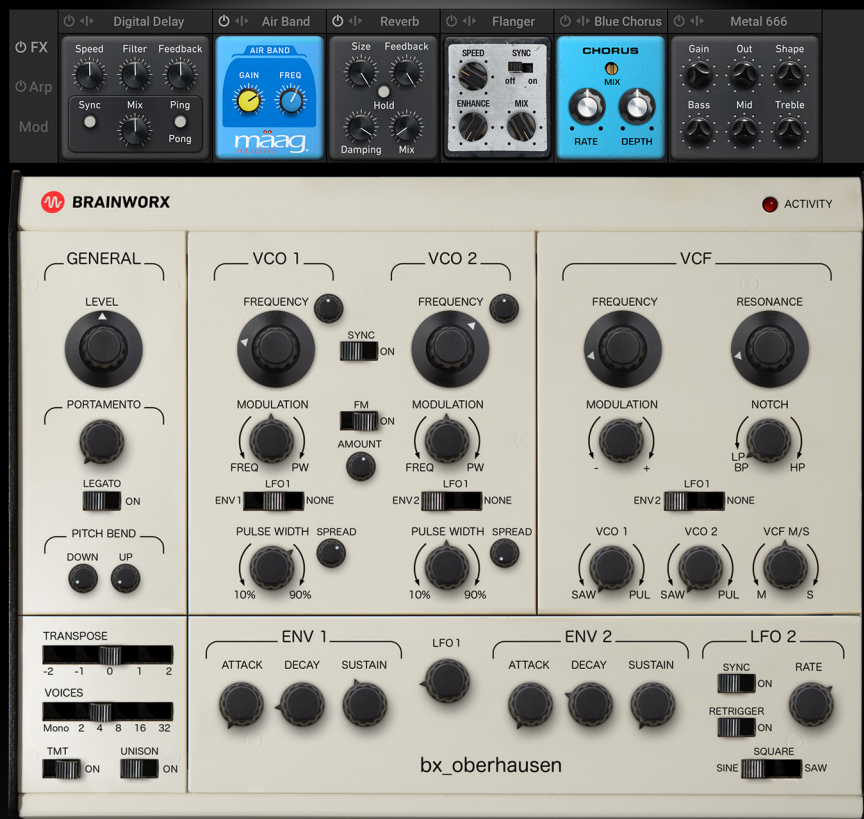 Digital Delay Air Band Reverb Flanger Blue Chorus Metal 666
FX
Arp
Mod
Speed Filter Feedback
Sync Mix Ping
Pong
AIR BAND
GAIN FREQ
määg
Size Feedback
Hold
Damping Mix
SPEED SYNC
off on
ENHANCE MIX
CHORUS
MIX
RATE DEPTH
Gain Out Shape
Bass Mid Treble
BRAINWORX
ACTIVITY
GENERAL
LEVEL
PORTAMENTO
LEGATO
ON
PITCH BEND
DOWN UP
VCO 1 VCO 2
FREQUENCY FREQUENCY
SYNC
ON
MODULATION FM MODULATION
ON
AMOUNT
FREQ PW FREQ PW
LFO1 LFO1
ENV1 NONE ENV2 NONE
PULSE WIDTH SPREAD PULSE WIDTH SPREAD
10% 90% 10% 90%
VCF
FREQUENCY RESONANCE
MODULATION NOTCH
- + LP
BP HP
LFO1
ENV2 NONE
VCO 1 VCO 2 VCF M/S
SAW PUL SAW PUL M S
TRANSPOSE
-2 -1 0 1 2
VOICES
Mono 2 4 8 16 32
TMT UNISON
ON ON
ENV 1
ATTACK DECAY SUSTAIN
LFO1
ENV 2
ATTACK DECAY SUSTAIN
LFO 2
SYNC RATE
ON
RETRIGGER
ON
SQUARE
SINE SAW
bx_oberhausen